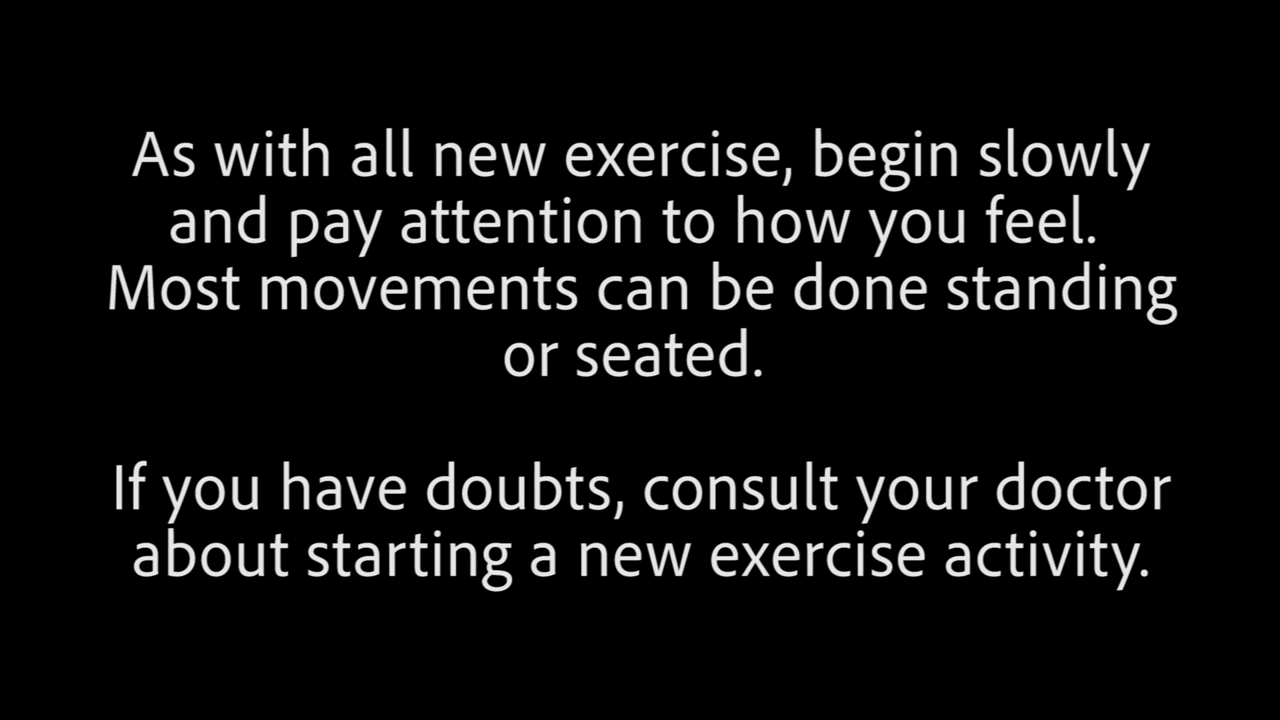 As with all new exercise, begin slowly
and pay attention to how you feel.
Most movements can be done standing
or seated.
If you have doubts, consult your doctor
about starting a new exercise activity.